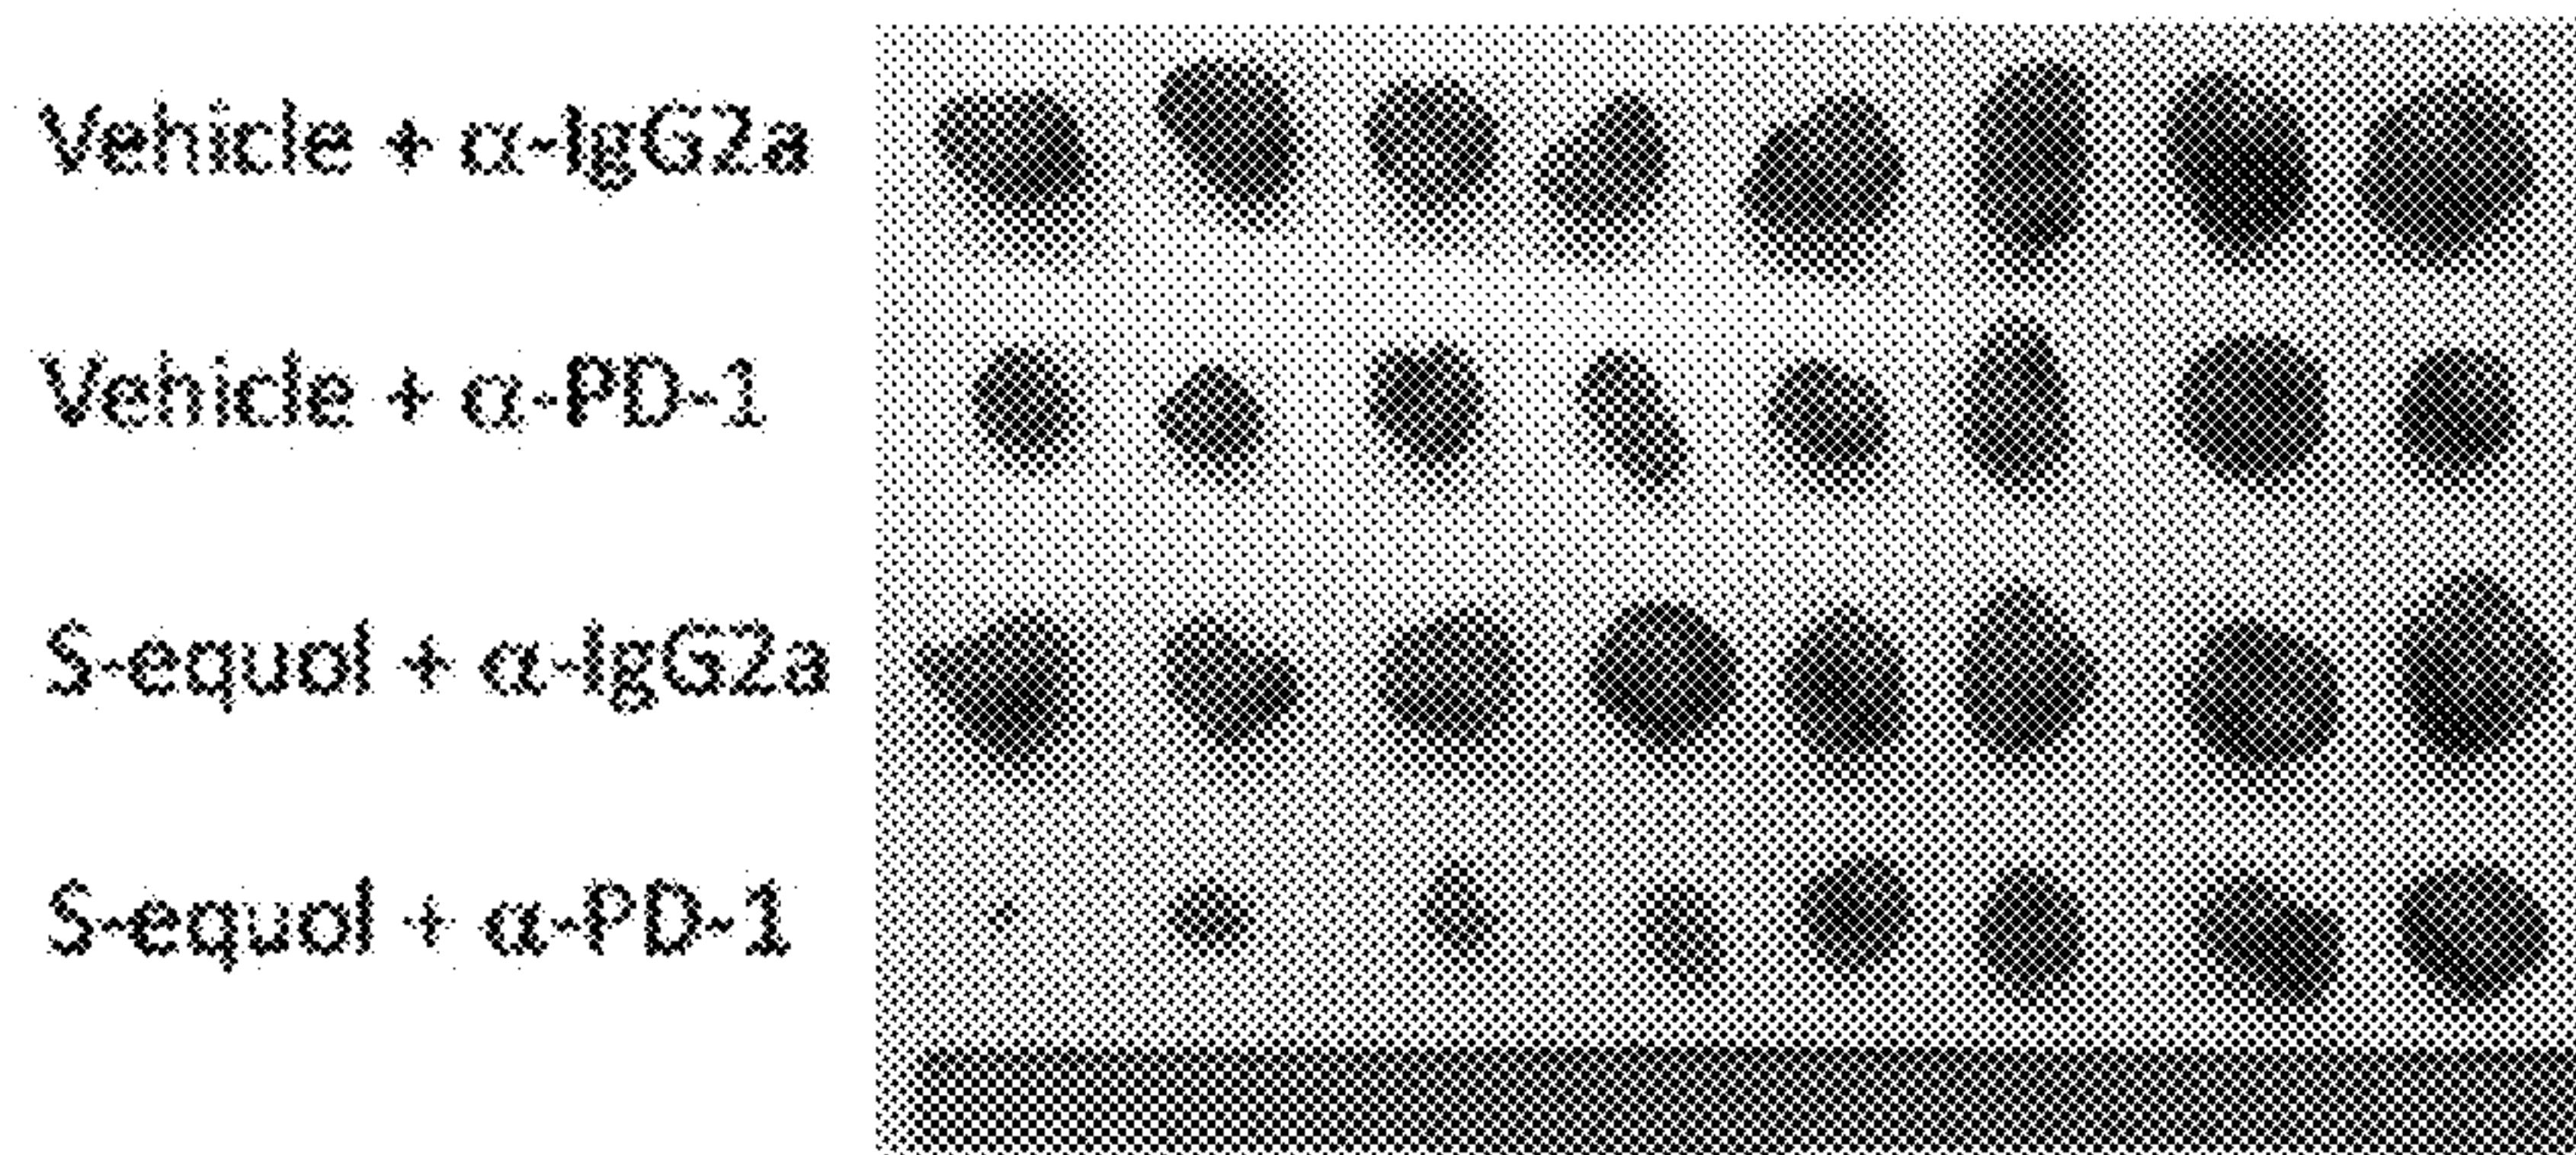 Vehicle + α-IgG2a
Vehicle + α-PD-1
S-equol + α-IgG2a
S-equol + α-PD-1